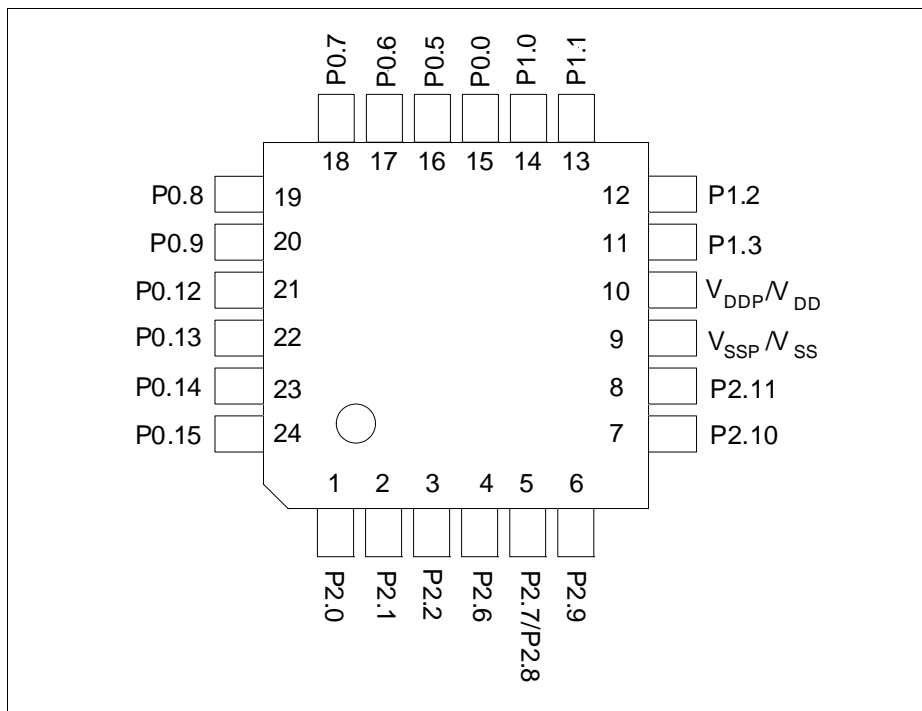 P0.7 P0.6 P0.5 P0.0 P1.0 P1.1
18 17 16 15 14 13
P0.8 19 12 P1.2
P0.9 20 11 P1.3
P0.12 21 10 VDDP/VDD
P0.13 22 9 VSSP/VSS
P0.14 23 8 P2.11
P0.15 24 7 P2.10
1 2 3 4 5 6
P2.0 P2.1 P2.2 P2.6 P2.7/P2.8 P2.9